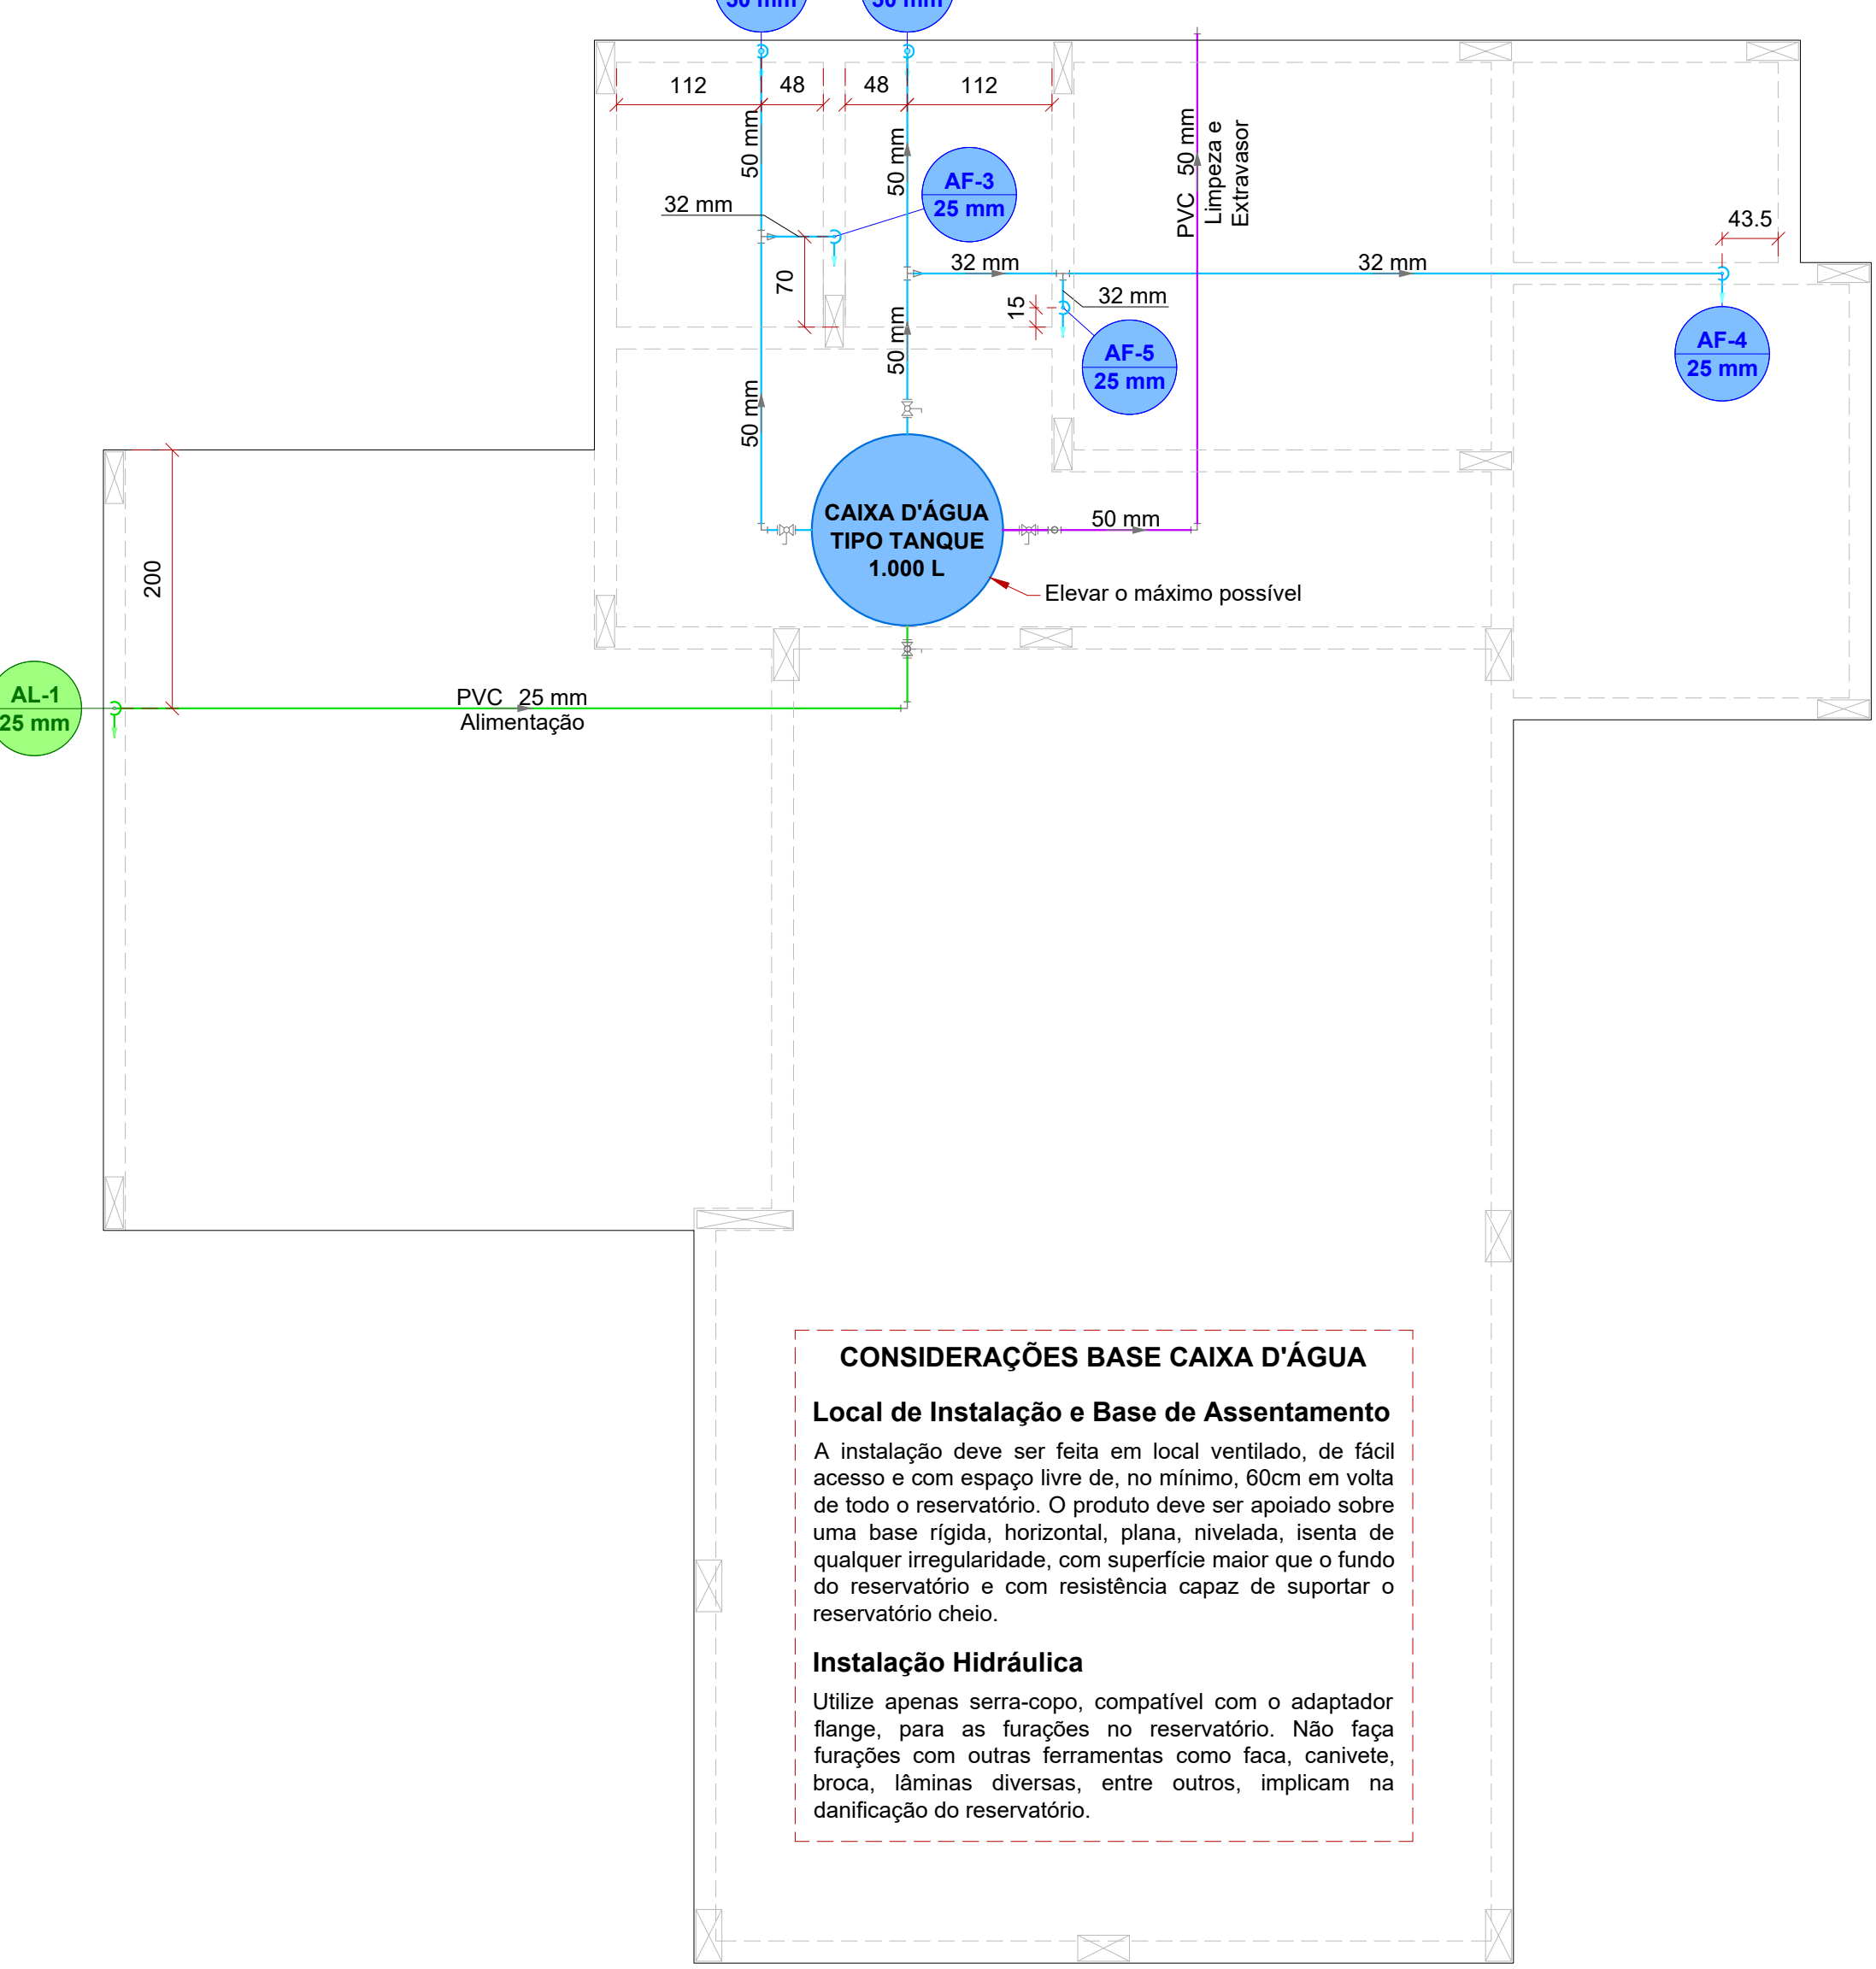 50 mm
50 mm
112
48
48
112
50 mm
50 mm
AF-3
25 mm
PVC 50 mm
Limpeza e
Extravasor
32 mm
43.5
70
32 mm
32 mm
15
32 mm
50 mm
AF-5
25 mm
AF-4
25 mm
50 mm
CAIXA D'ÁGUA
TIPO TANQUE
1.000 L
50 mm
Elevar o máximo possível
200
AL-1
25 mm
PVC 25 mm
Alimentação
CONSIDERAÇÕES BASE CAIXA D'ÁGUA
Local de Instalação e Base de Assentamento
A instalação deve ser feita em local ventilado, de fácil
acesso e com espaço livre de, no mínimo, 60cm em volta
de todo o reservatório. O produto deve ser apoiado sobre
uma base rígida, horizontal, plana, nivelada, isenta de
qualquer irregularidade, com superfície maior que o fundo
do reservatório e com resistência capaz de suportar o
reservatório cheio.
Instalação Hidráulica
Utilize apenas serra-copo, compatível com o adaptador
flange, para as furações no reservatório. Não faça
furações com outras ferramentas como faca, canivete,
broca, lâminas diversas, entre outros, implicam na
danificação do reservatório.